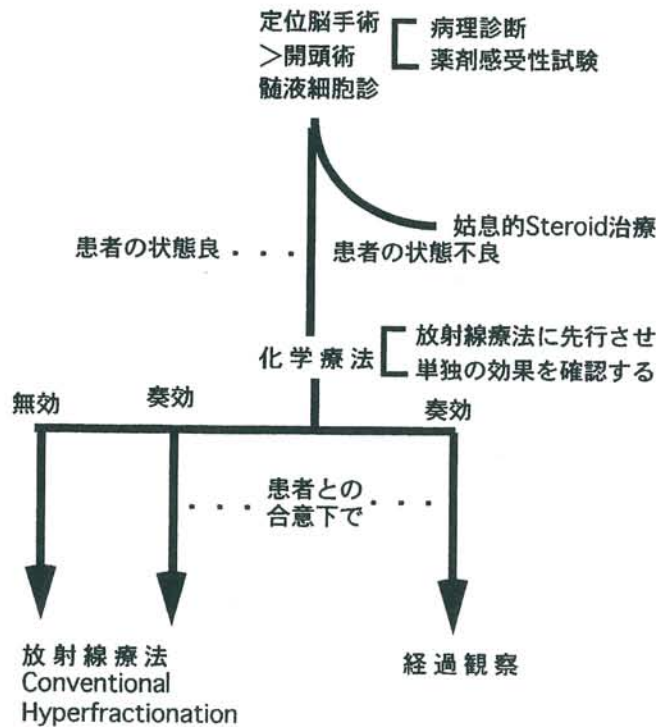 定位脳手術
＞開頭術
髄液細胞診
病理診断
薬剤感受性試験
姑息的Steroid治療
患者の状態良・・・
患者の状態不良
化学療法
放射線療法に先行させ
単独の効果を確認する
無効
奏効
奏効
・・・患者との・・・
合意下で
放射線療法
Conventional
Hyperfractionation
経過観察